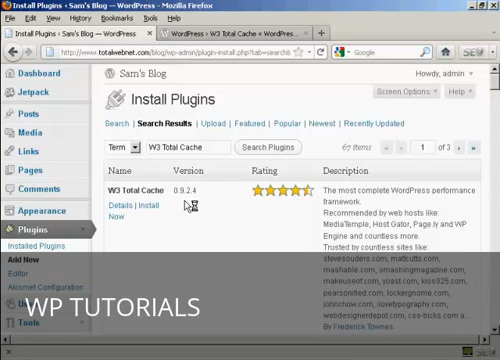 Install Plugins ‹ Sam's Blog — WordPress - Mozilla Firefox
File Edit View History Bookmarks Tools Help
Install Plugins ‹ Sam's Blog — WordPress
WordPress › W3 Total Cache « WordPres...
http://www.totalwebnet.com/blog/wp-admin/plugin-install.php?tab=search&
Google
Dashboard
Jetpack
Posts
Media
Links
Pages
Comments
Appearance
Plugins
Installed Plugins
Add New
Editor
Akismet Configuration
Tools
Sam's Blog
Howdy, admin
Install Plugins
Screen Options
Help
Search | Search Results | Upload | Featured | Popular | Newest | Recently Updated
Term W3 Total Cache Search Plugins
67 items « ‹ 1 of 3 › »
Name Version Rating Description
W3 Total Cache 0.9.2.4
Details | Install
Now
The most complete WordPress performance
framework.
Recommended by web hosts like:
MediaTemple, Host Gator, Page.ly and WP
Engine and countless more.
Trusted by countless sites like:
stevesouders.com, mattcutts.com,
mashable.com, smashingmagazine.com,
makeuseof.com, yoast.com, kiss925.com,
pearsonified.com, lockergnome.com,
johnchow.com, ilovetypography.com,
webdesignerdepot.com, css-tricks.com and
By Frederick Townes.
WP TUTORIALS